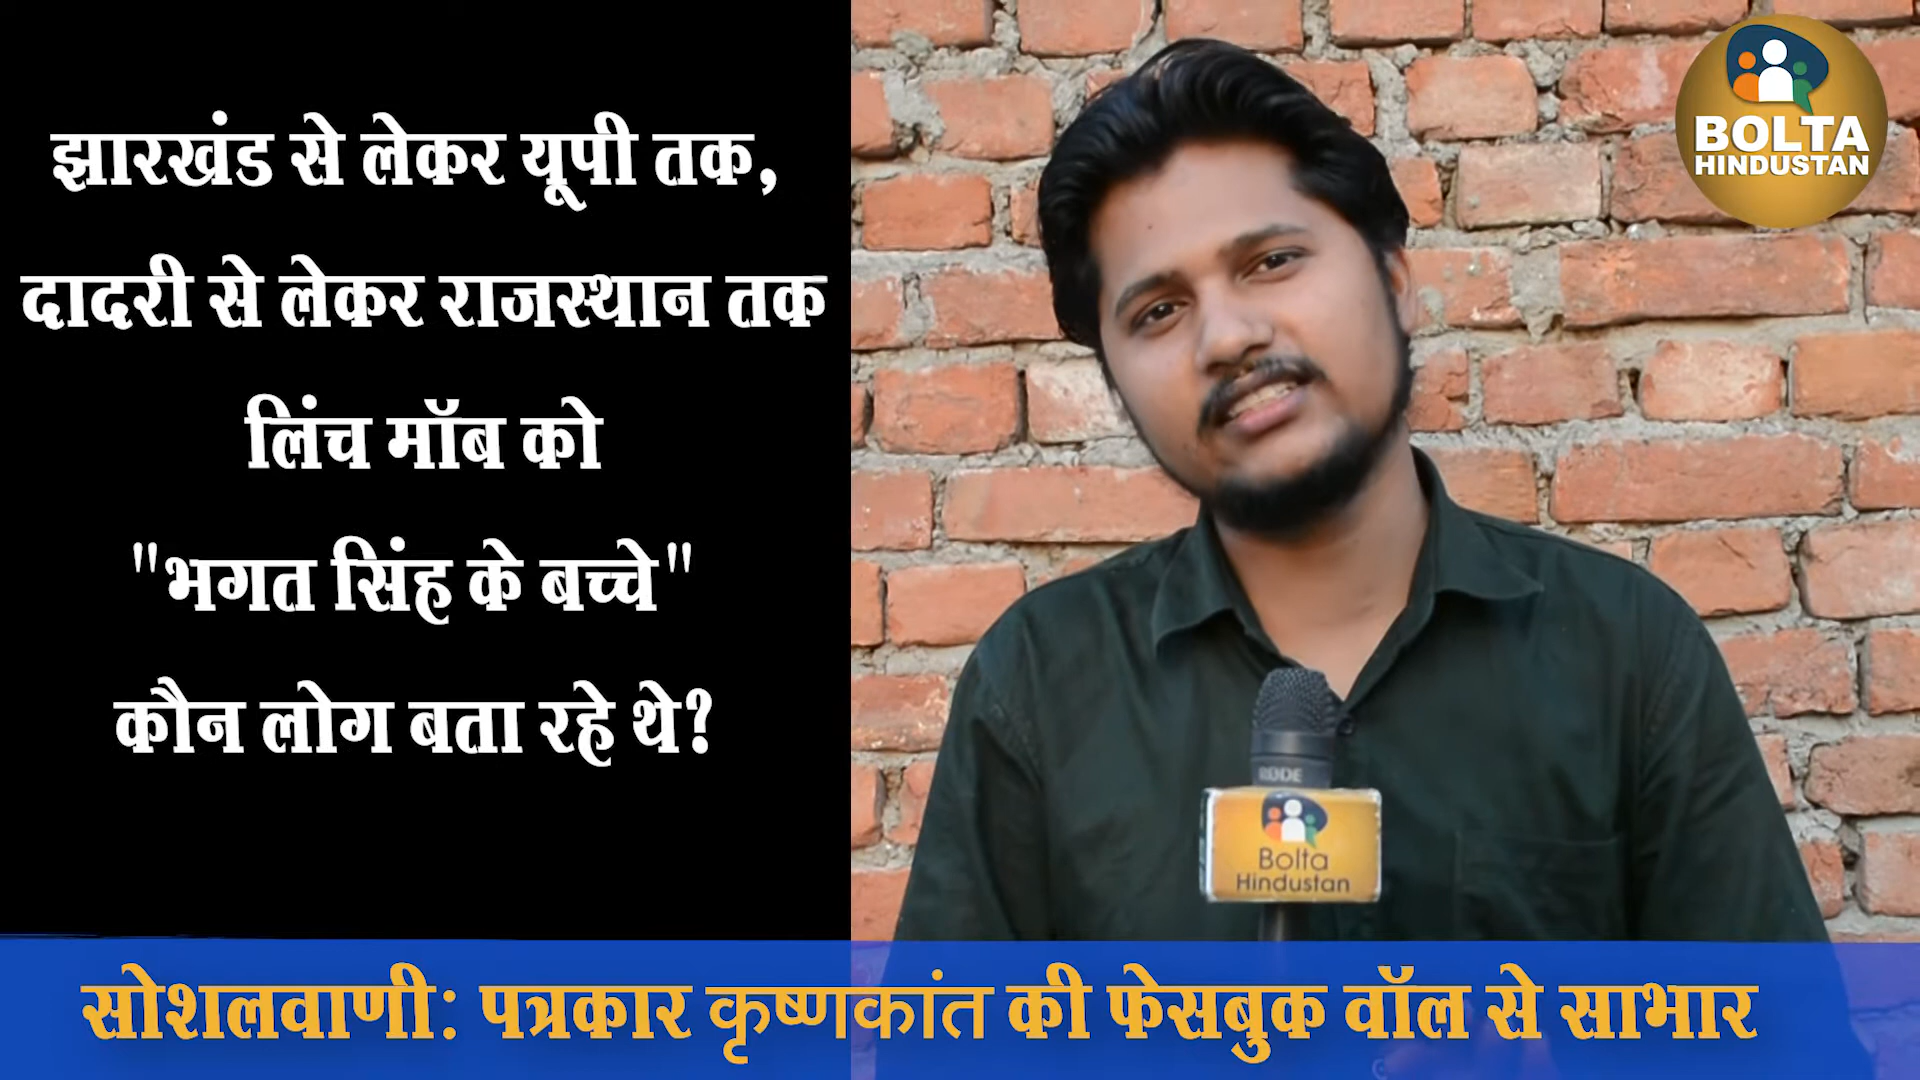 झारखंड से लेकर यूपी तक,
दादरी से लेकर राजस्थान तक
लिंच मॉब को
"भगत सिंह के बच्चे"
कौन लोग बता रहे थे?
BOLTA
HINDUSTAN
RODE
Bolta
Hindustan
सोशलवाणी: पत्रकार कृष्णकांत की फेसबुक वॉल से साभार